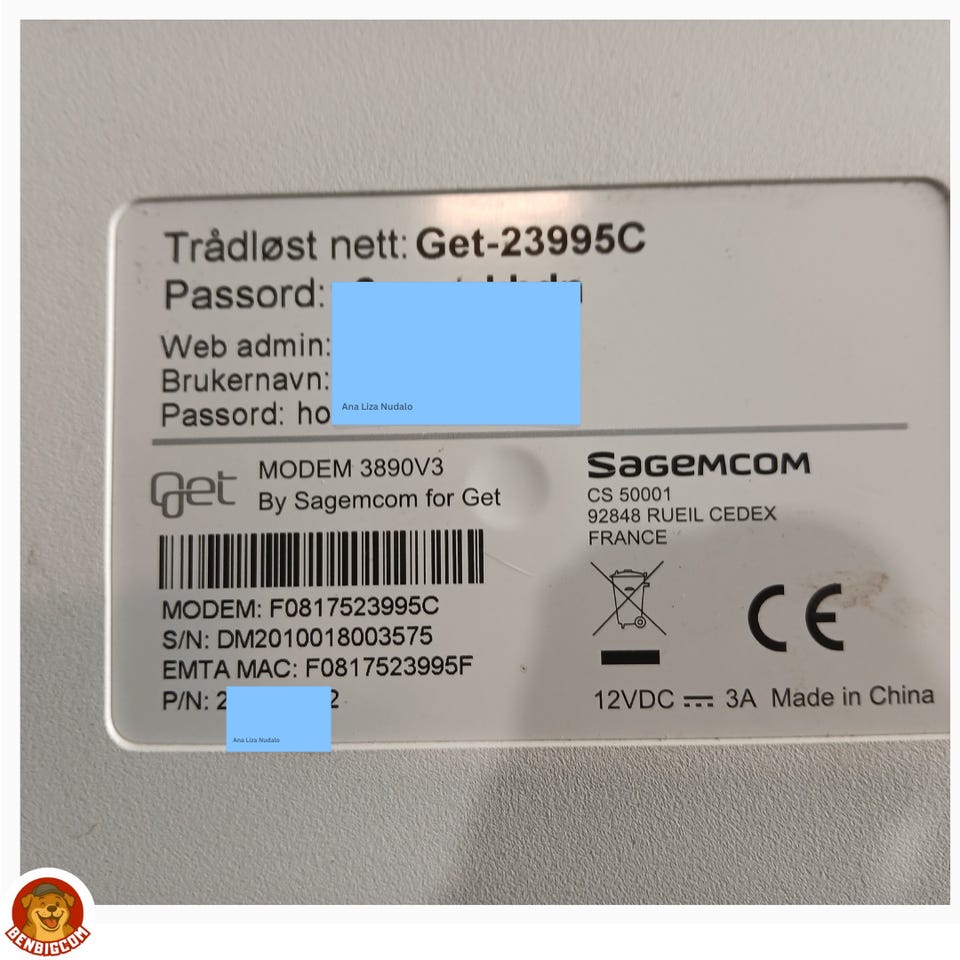 Trådløst nett: Get-23995C
Passord:
Web admin:
Brukernavn:
Passord: ho
Ana Liza Nudalo
Get MODEM 3890V3
By Sagemcom for Get
MODEM: F0817523995C
S/N: DM2010018003575
EMTA MAC: F0817523995F
P/N: 2 2
Ana Liza Nudalo
SAGEMCOM
CS 50001
92848 RUEIL CEDEX
FRANCE
CE
12VDC ⎓ 3A Made in China
BENBIGCOM